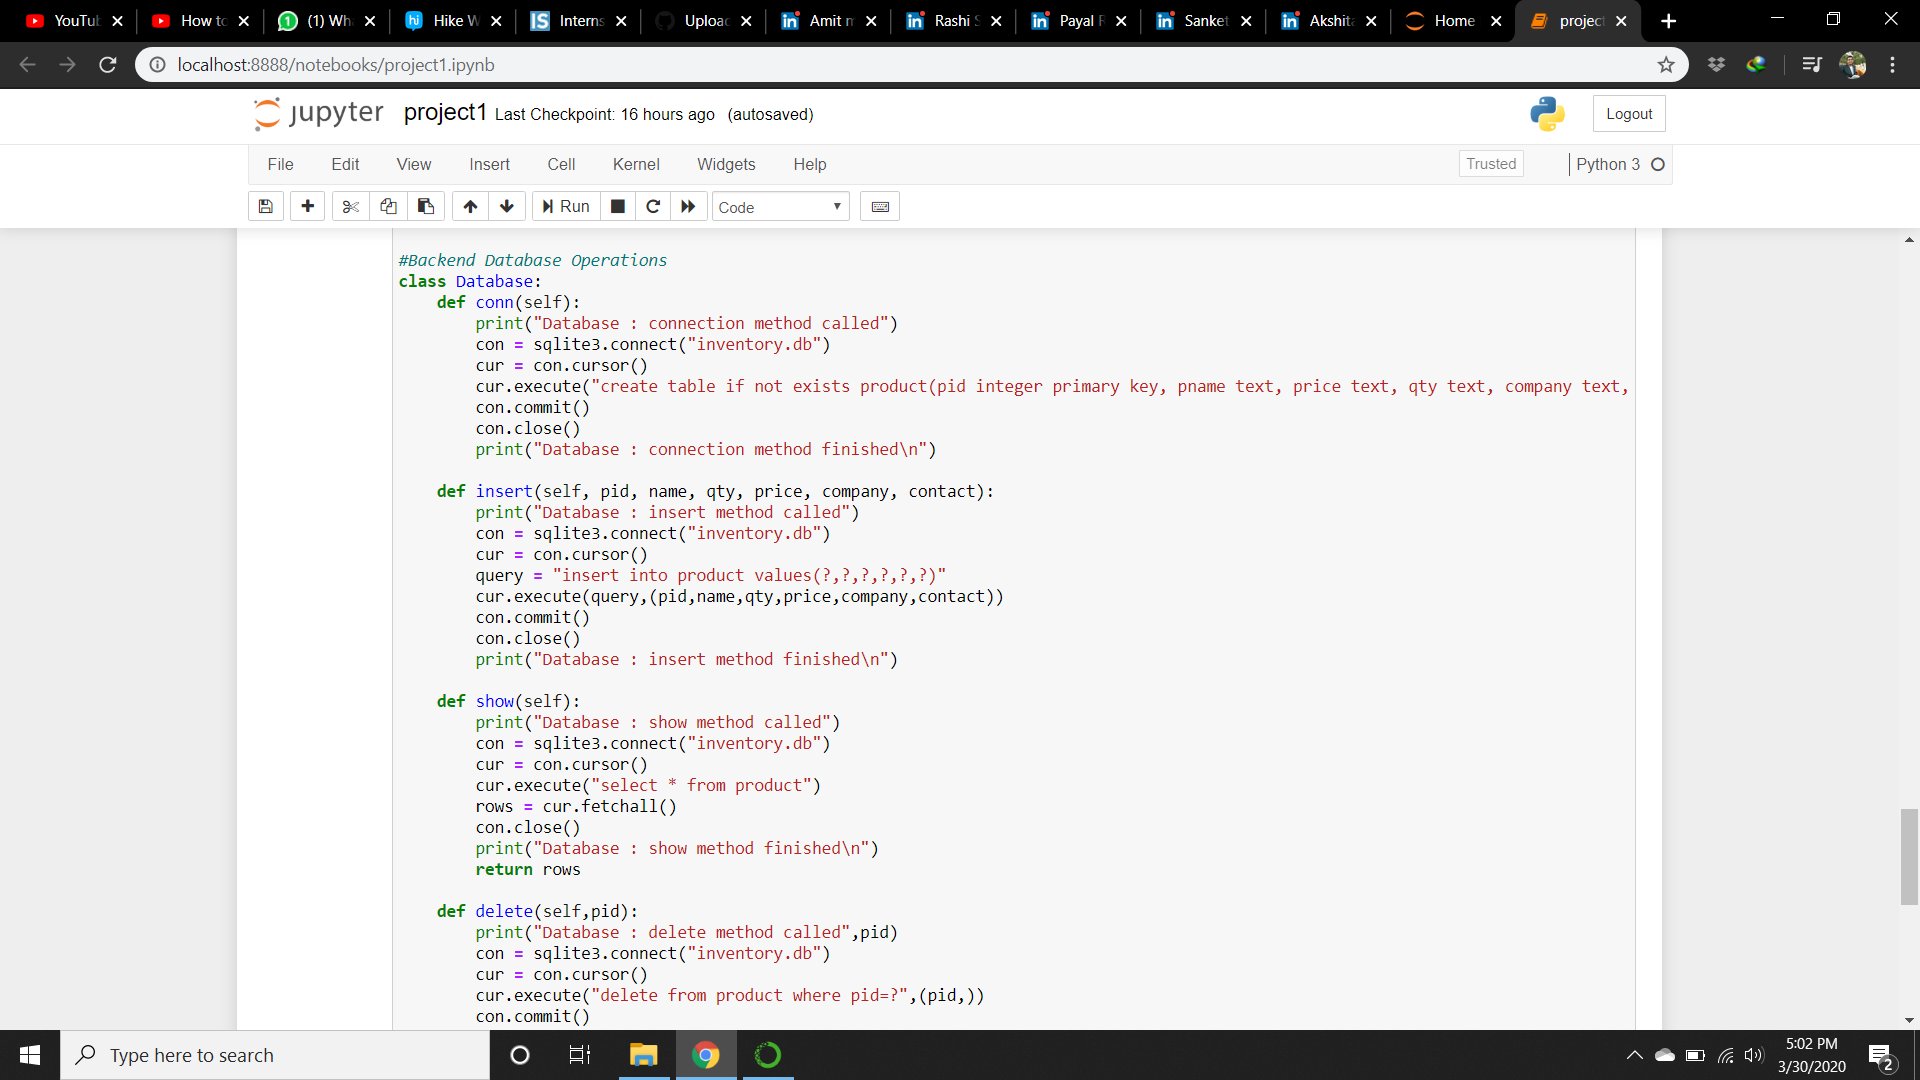 YouTu
How to
(1) Wh
Hike W
Interns
Uploac
Amit m
Rashi S
Payal F
Sanket
Akshita
Home
project
localhost:8888/notebooks/project1.ipynb
jupyter project1 Last Checkpoint: 16 hours ago (autosaved)
Logout
File Edit View Insert Cell Kernel Widgets Help
Trusted
Python 3
Run
Code
#Backend Database Operations
class Database:
    def conn(self):
        print("Database : connection method called")
        con = sqlite3.connect("inventory.db")
        cur = con.cursor()
        cur.execute("create table if not exists product(pid integer primary key, pname text, price text, qty text, company text,
        con.commit()
        con.close()
        print("Database : connection method finished\n")
    def insert(self, pid, name, qty, price, company, contact):
        print("Database : insert method called")
        con = sqlite3.connect("inventory.db")
        cur = con.cursor()
        query = "insert into product values(?,?,?,?,?,?)"
        cur.execute(query,(pid,name,qty,price,company,contact))
        con.commit()
        con.close()
        print("Database : insert method finished\n")
    def show(self):
        print("Database : show method called")
        con = sqlite3.connect("inventory.db")
        cur = con.cursor()
        cur.execute("select * from product")
        rows = cur.fetchall()
        con.close()
        print("Database : show method finished\n")
        return rows
    def delete(self,pid):
        print("Database : delete method called",pid)
        con = sqlite3.connect("inventory.db")
        cur = con.cursor()
        cur.execute("delete from product where pid=?",(pid,))
        con.commit()
Type here to search
5:02 PM
3/30/2020
2